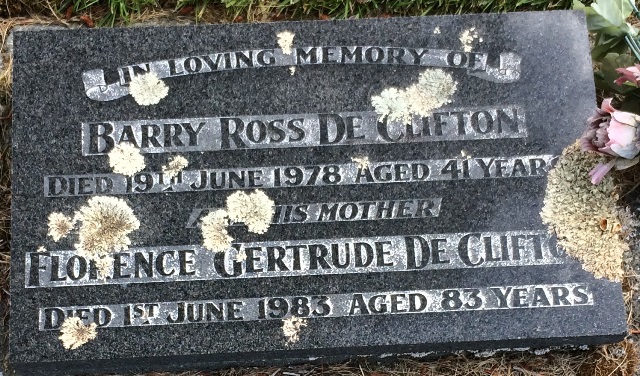 IN LOVING MEMORY OF
BARRY ROSS DE CLIFTON
DIED 19TH JUNE 1978 AGED 41 YEARS
AND HIS MOTHER
FLORENCE GERTRUDE DE CLIFTON
DIED 1ST JUNE 1983 AGED 83 YEARS